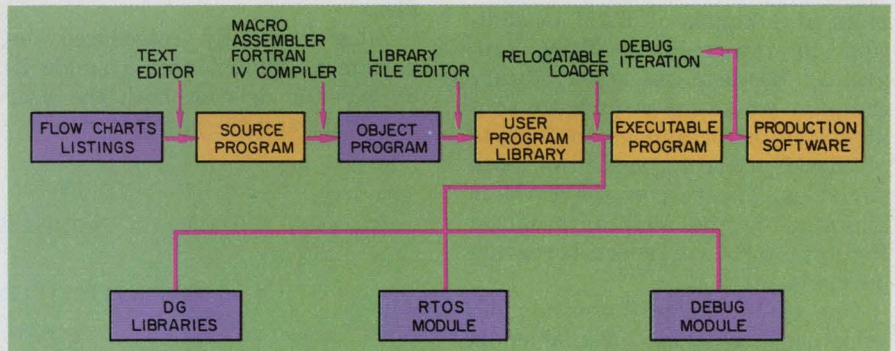 TEXT
EDITOR
MACRO
ASSEMBLER
FORTRAN
IV COMPILER
LIBRARY
FILE EDITOR
RELOCATABLE
LOADER
DEBUG
ITERATION
FLOW CHARTS
LISTINGS
SOURCE
PROGRAM
OBJECT
PROGRAM
USER
PROGRAM
LIBRARY
EXECUTABLE
PROGRAM
PRODUCTION
SOFTWARE
DG
LIBRARIES
RTOS
MODULE
DEBUG
MODULE